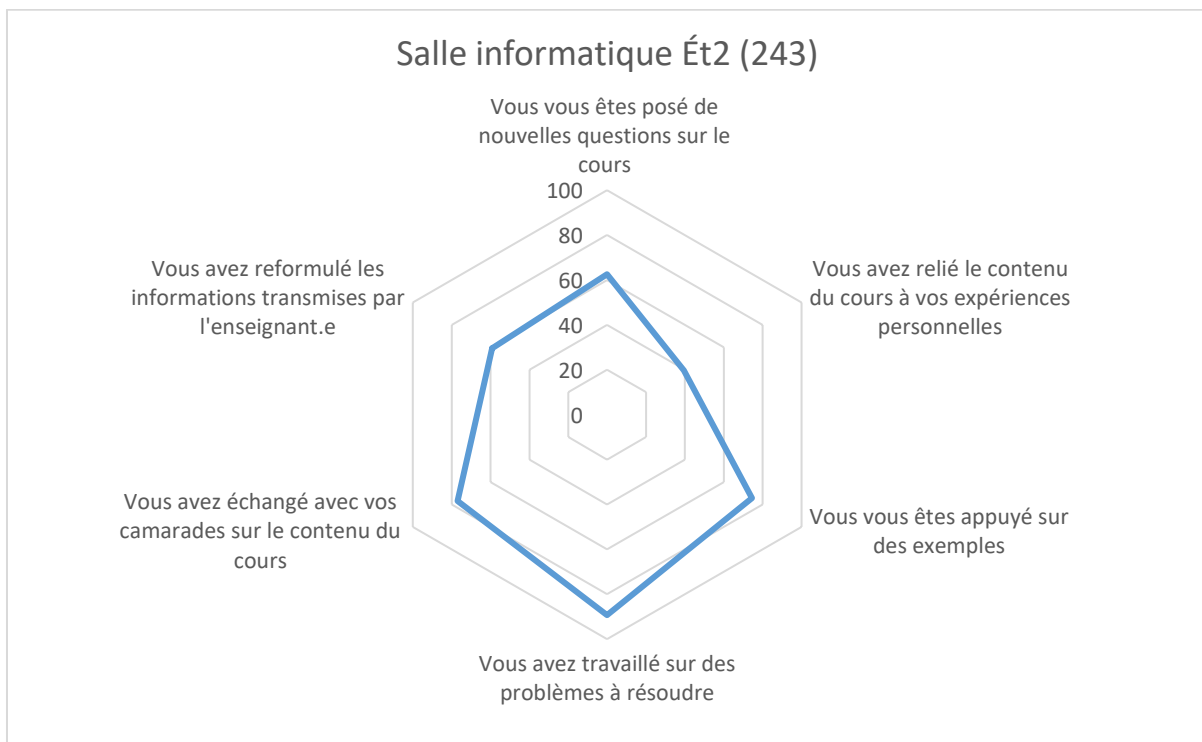 Salle informatique Ét2 (243)
Vous vous êtes posé de
nouvelles questions sur le
cours
100
80
60
40
20
0
Vous avez relié le contenu
du cours à vos expériences
personnelles
Vous vous êtes appuyé sur
des exemples
Vous avez travaillé sur des
problèmes à résoudre
Vous avez échangé avec vos
camarades sur le contenu du
cours
Vous avez reformulé les
informations transmises par
l'enseignant.e